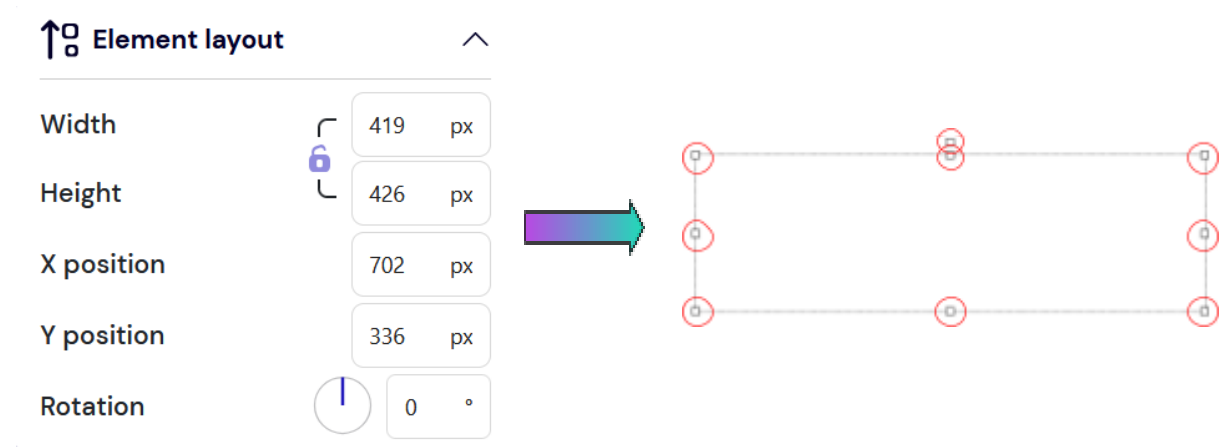 Element layout
Width 419 px
Height 426 px
X position 702 px
Y position 336 px
Rotation 0 °